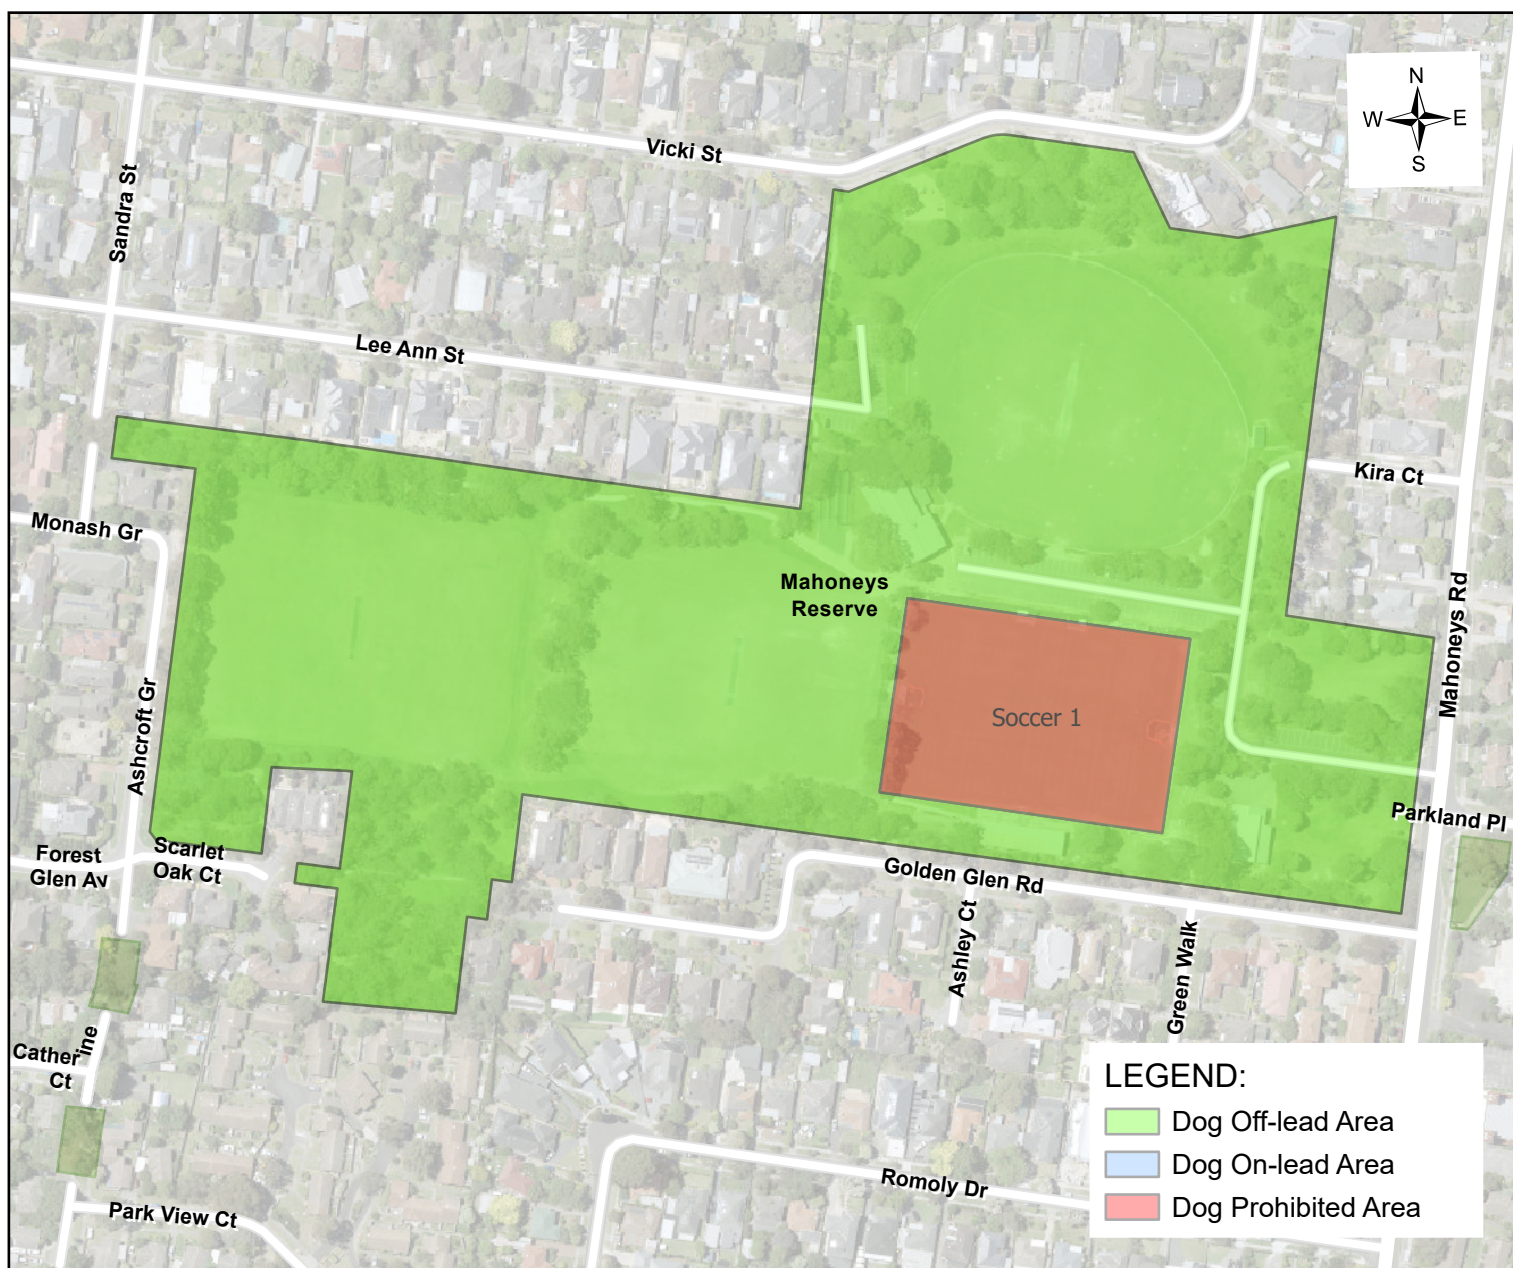 N
W E
S
Vicki St
Sandra St
Lee Ann St
Kira Ct
Monash Gr
Mahoneys
Reserve
Mahoneys Rd
Ashcroft Gr
Soccer 1
Parkland Pl
Forest
Glen Av
Scarlet
Oak Ct
Golden Glen Rd
Ashley Ct
Green Walk
Catherine
Ct
Park View Ct
Romoly Dr
LEGEND:
Dog Off-lead Area
Dog On-lead Area
Dog Prohibited Area